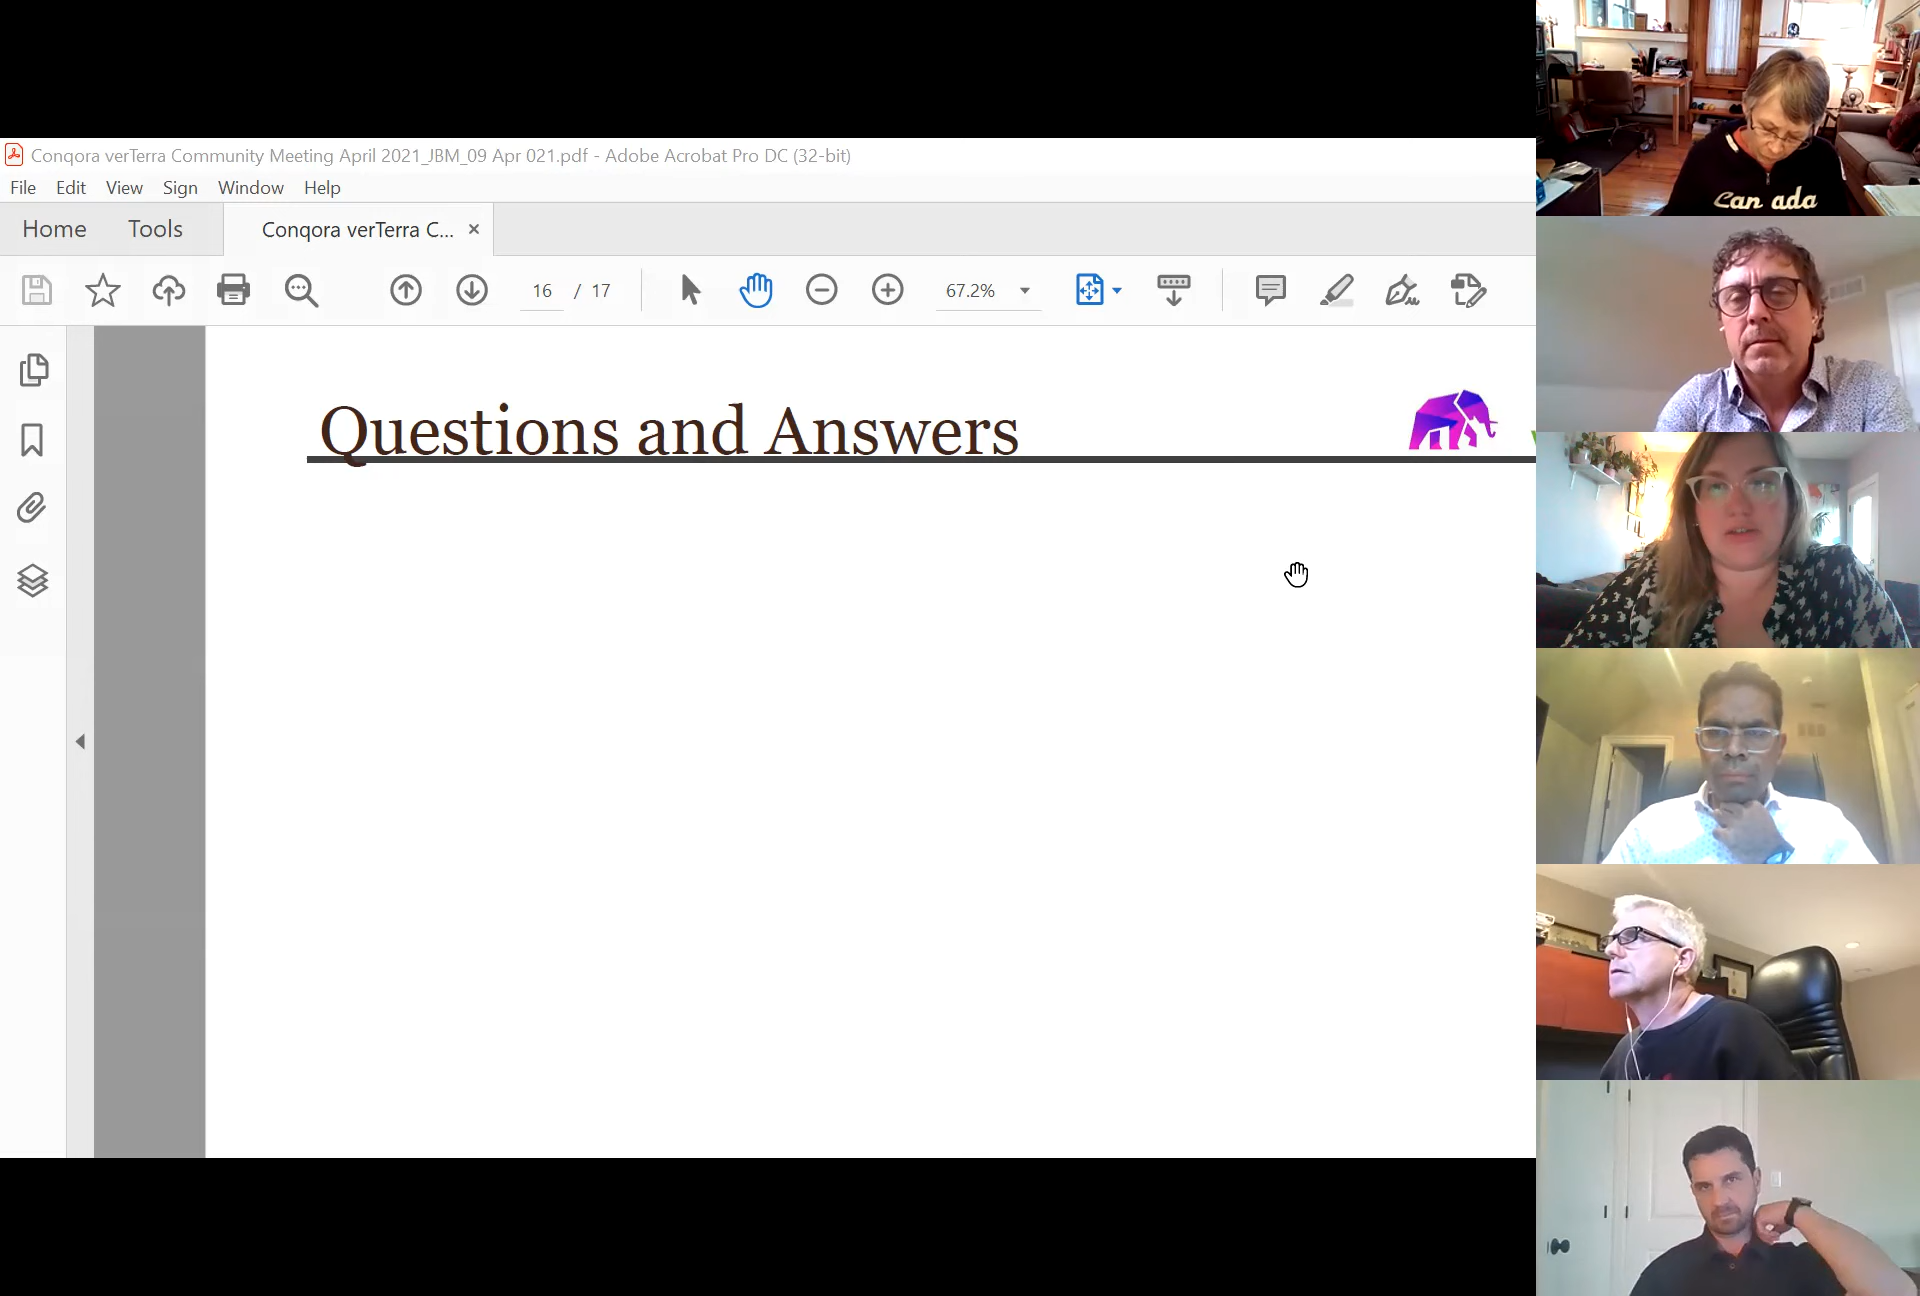 Conqora verTerra Community Meeting April 2021_JBM_09 Apr 021.pdf - Adobe Acrobat Pro DC (32-bit)
File Edit View Sign Window Help
Home Tools Conqora verTerra C... ×
16 / 17 67.2%
Questions and Answers
Can ada